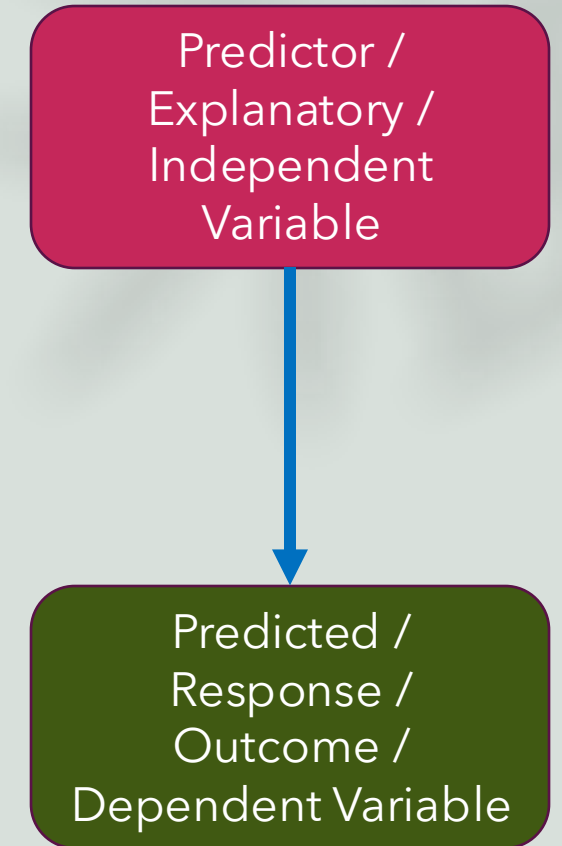 Predictor /
Explanatory /
Independent
Variable
Predicted /
Response /
Outcome /
Dependent Variable